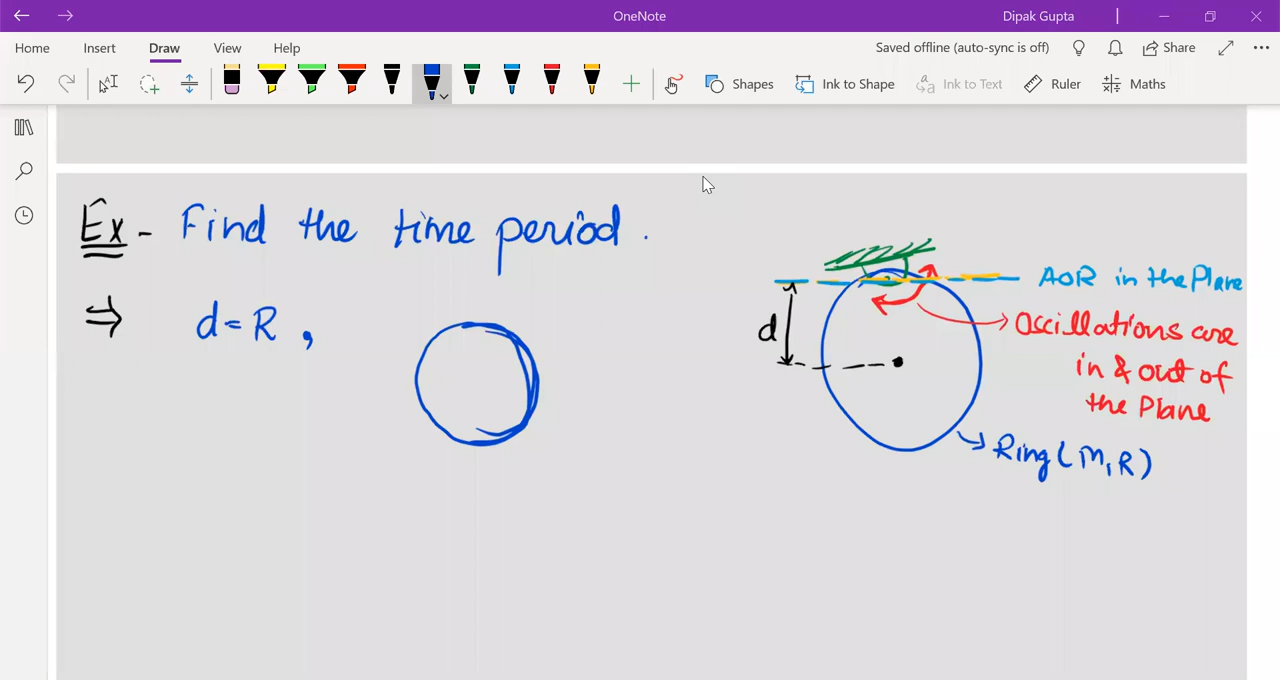 OneNote
Dipak Gupta
Home Insert Draw View Help
Saved offline (auto-sync is off)
Share
Shapes
Ink to Shape
Ink to Text
Ruler
Maths
Ex - Find the time period.
⇒ d = R ,
d
AOR in the Plane
Oscillations are
in & out of
the Plane
Ring (m, R)